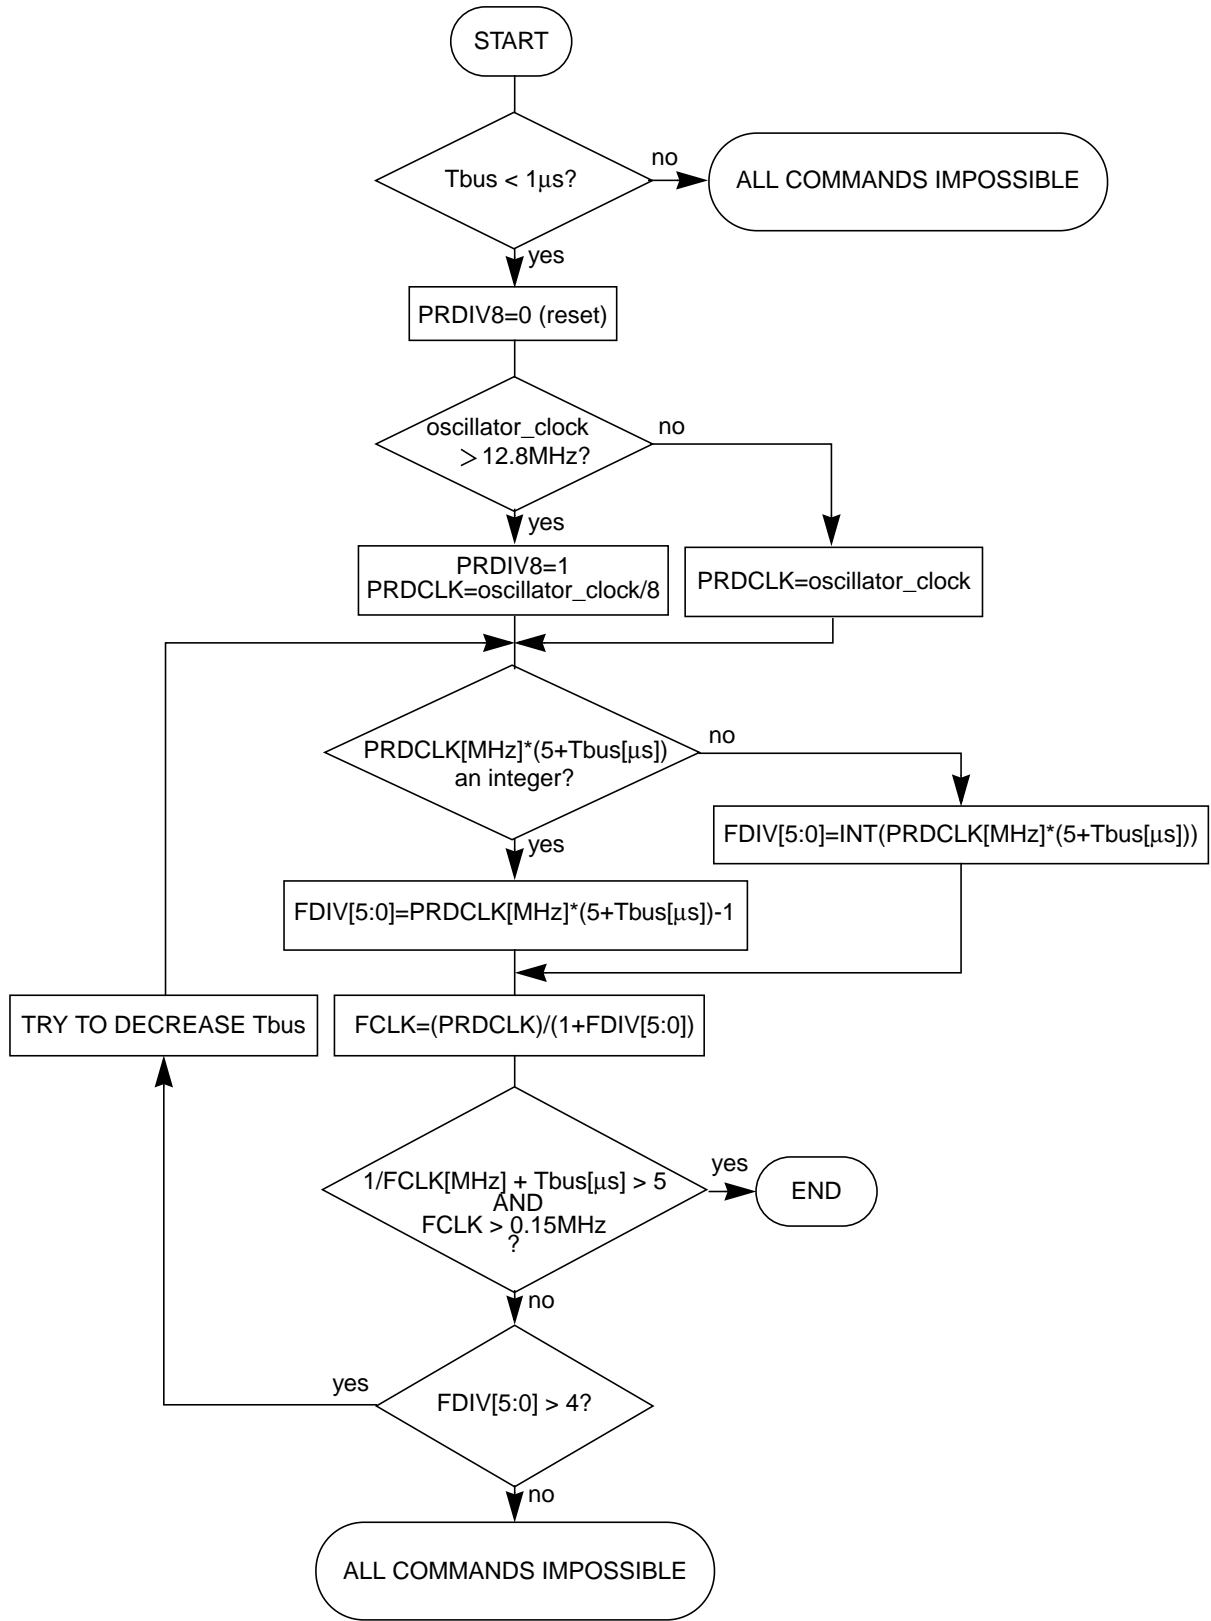 START
Tbus < 1μs?
no
ALL COMMANDS IMPOSSIBLE
yes
PRDIV8=0 (reset)
oscillator_clock
>12.8MHz?
no
yes
PRDIV8=1
PRDCLK=oscillator_clock/8
PRDCLK=oscillator_clock
PRDCLK[MHz]*(5+Tbus[μs])
an integer?
no
yes
FDIV[5:0]=INT(PRDCLK[MHz]*(5+Tbus[μs]))
FDIV[5:0]=PRDCLK[MHz]*(5+Tbus[μs])-1
TRY TO DECREASE Tbus
FCLK=(PRDCLK)/(1+FDIV[5:0])
1/FCLK[MHz] + Tbus[μs] > 5
AND
FCLK > 0.15MHz
?
yes
END
no
yes
FDIV[5:0] > 4?
no
ALL COMMANDS IMPOSSIBLE